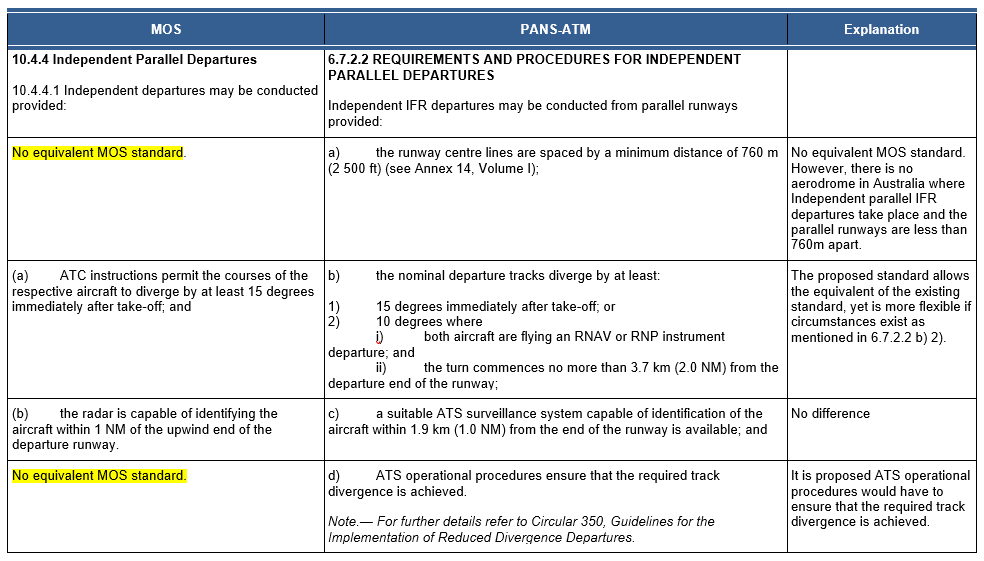 MOS
PANS-ATM
Explanation
10.4.4 Independent Parallel Departures
10.4.4.1 Independent departures may be conducted
provided:
6.7.2.2 REQUIREMENTS AND PROCEDURES FOR INDEPENDENT
PARALLEL DEPARTURES
Independent IFR departures may be conducted from parallel runways
provided:
No equivalent MOS standard.
a) the runway centre lines are spaced by a minimum distance of 760 m
(2 500 ft) (see Annex 14, Volume I);
No equivalent MOS standard.
However, there is no
aerodrome in Australia where
Independent parallel IFR
departures take place and the
parallel runways are less than
760m apart.
(a) ATC instructions permit the courses of the
respective aircraft to diverge by at least 15 degrees
immediately after take-off; and
b) the nominal departure tracks diverge by at least:
1) 15 degrees immediately after take-off; or
2) 10 degrees where
i) both aircraft are flying an RNAV or RNP instrument
departure; and
ii) the turn commences no more than 3.7 km (2.0 NM) from the
departure end of the runway;
The proposed standard allows
the equivalent of the existing
standard, yet is more flexible if
circumstances exist as
mentioned in 6.7.2.2 b) 2).
(b) the radar is capable of identifying the
aircraft within 1 NM of the upwind end of the
departure runway.
c) a suitable ATS surveillance system capable of identification of the
aircraft within 1.9 km (1.0 NM) from the end of the runway is available; and
No difference
No equivalent MOS standard.
d) ATS operational procedures ensure that the required track
divergence is achieved.
Note.— For further details refer to Circular 350, Guidelines for the
Implementation of Reduced Divergence Departures.
It is proposed ATS operational
procedures would have to
ensure that the required track
divergence is achieved.